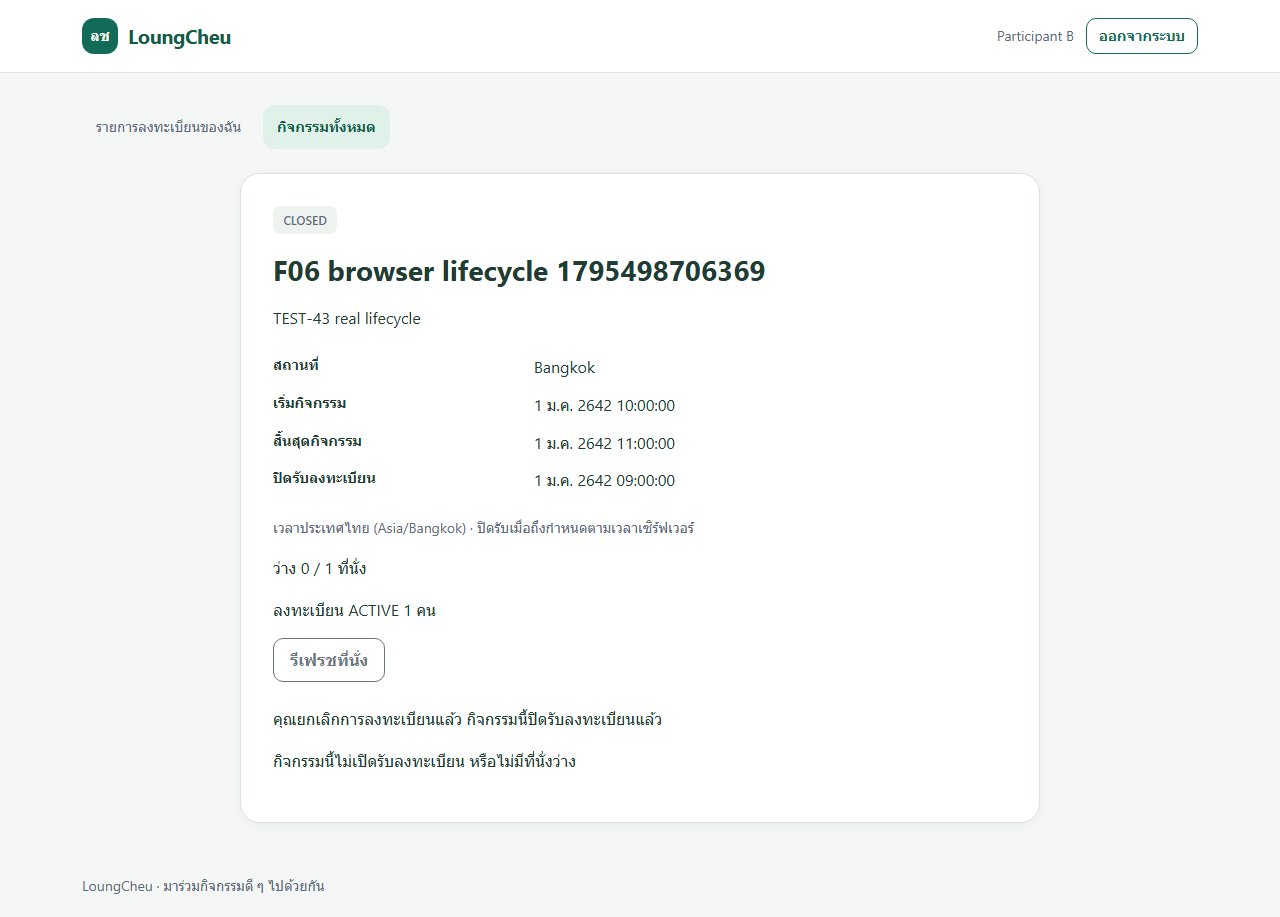 ลช LoungCheu
Participant B
ออกจากระบบ
รายการลงทะเบียนของฉัน
กิจกรรมทั้งหมด
CLOSED
F06 browser lifecycle 1795498706369
TEST-43 real lifecycle
สถานที่ Bangkok
เริ่มกิจกรรม 1 ม.ค. 2642 10:00:00
สิ้นสุดกิจกรรม 1 ม.ค. 2642 11:00:00
ปิดรับลงทะเบียน 1 ม.ค. 2642 09:00:00
เวลาประเทศไทย (Asia/Bangkok) · ปิดรับเมื่อถึงกำหนดตามเวลาเซิร์ฟเวอร์
ว่าง 0 / 1 ที่นั่ง
ลงทะเบียน ACTIVE 1 คน
รีเฟรชที่นั่ง
คุณยกเลิกการลงทะเบียนแล้ว กิจกรรมนี้ปิดรับลงทะเบียนแล้ว
กิจกรรมนี้ไม่เปิดรับลงทะเบียน หรือไม่มีที่นั่งว่าง
LoungCheu · มาร่วมกิจกรรมดี ๆ ไปด้วยกัน